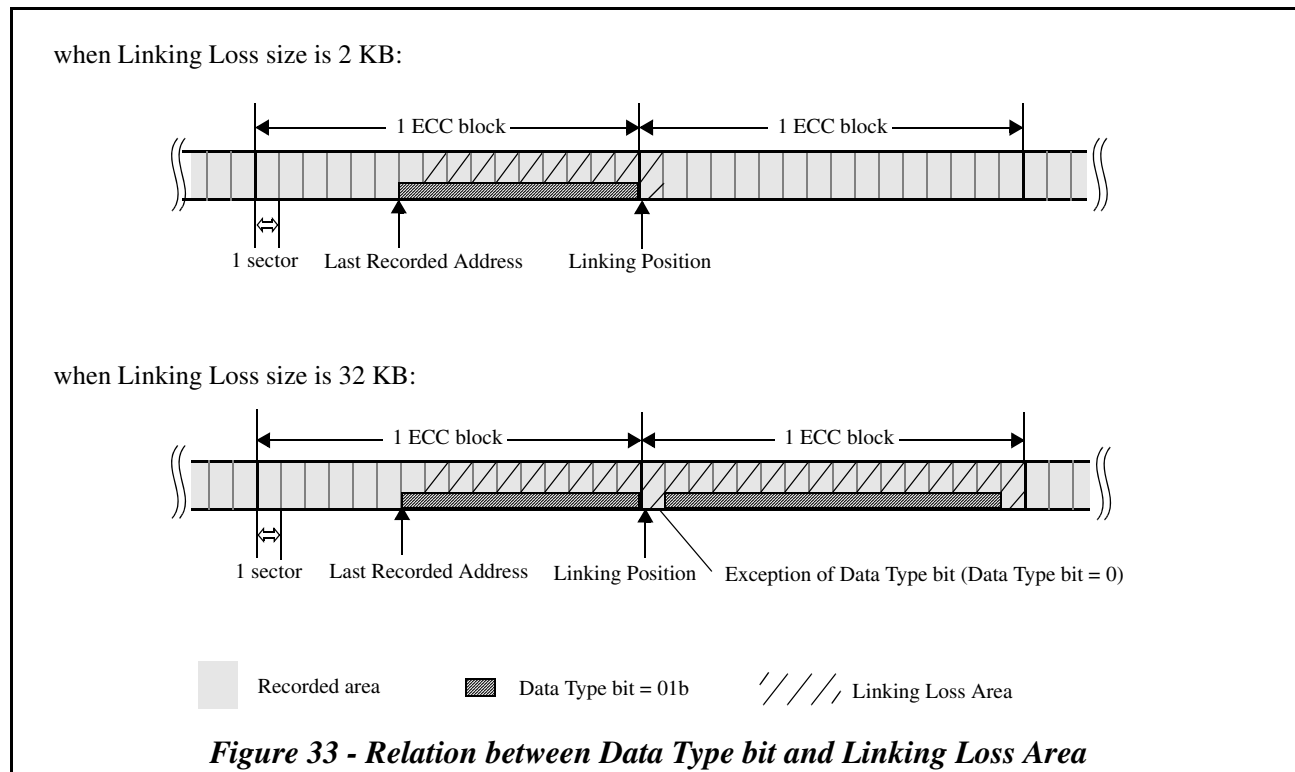 when Linking Loss size is 2 KB:
1 ECC block 1 ECC block
1 sector Last Recorded Address Linking Position
when Linking Loss size is 32 KB:
1 ECC block 1 ECC block
1 sector Last Recorded Address Linking Position Exception of Data Type bit (Data Type bit = 0)
Recorded area Data Type bit = 01b Linking Loss Area
Figure 33 - Relation between Data Type bit and Linking Loss Area